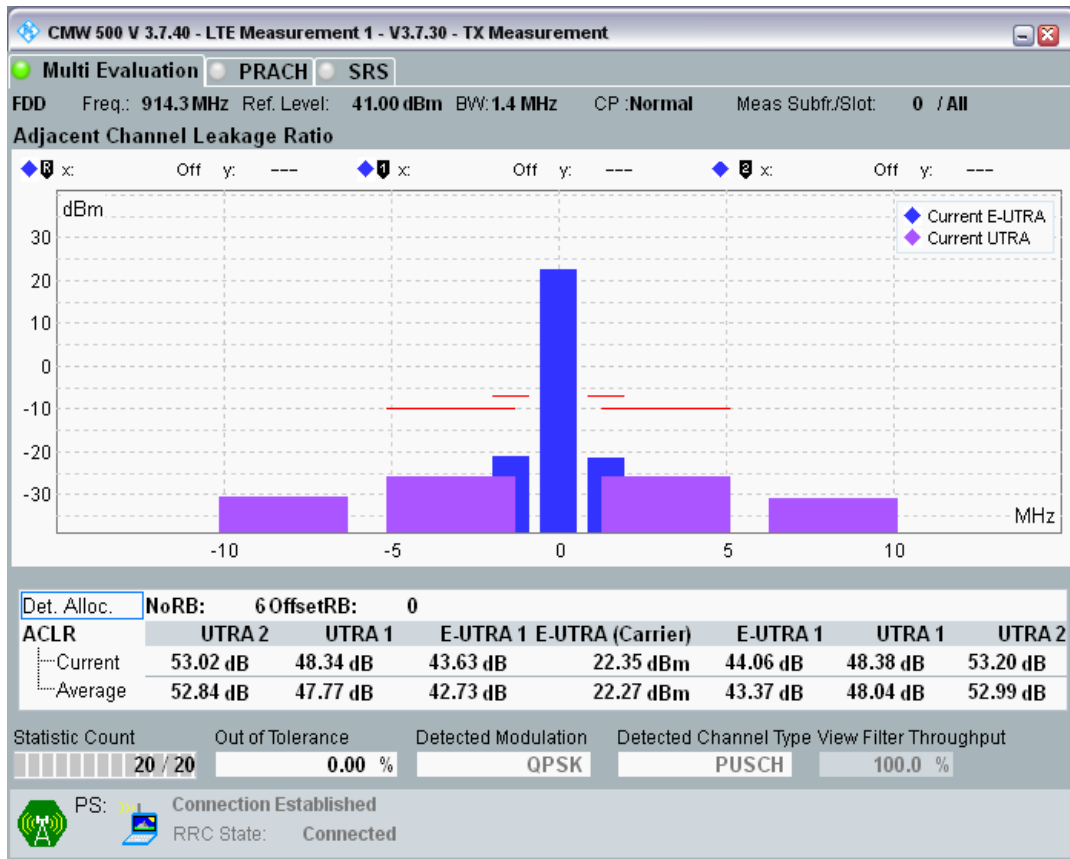 CMW 500 V 3.7.40 - LTE Measurement 1 - V3.7.30 - TX Measurement
Multi Evaluation PRACH SRS
FDD Freq.: 914.3 MHz Ref. Level: 41.00 dBm BW: 1.4 MHz CP :Normal Meas Subfr./Slot: 0 / All
Adjacent Channel Leakage Ratio
R x: Off y: --- 1 x: Off y: --- 2 x: Off y: ---
dBm
Current E-UTRA
Current UTRA
30
20
10
0
-10
-20
-30
MHz
-10 -5 0 5 10
Det. Alloc. NoRB: 6 OffsetRB: 0
ACLR UTRA 2 UTRA 1 E-UTRA 1 E-UTRA (Carrier) E-UTRA 1 UTRA 1 UTRA 2
Current 53.02 dB 48.34 dB 43.63 dB 22.35 dBm 44.06 dB 48.38 dB 53.20 dB
Average 52.84 dB 47.77 dB 42.73 dB 22.27 dBm 43.37 dB 48.04 dB 52.99 dB
Statistic Count Out of Tolerance Detected Modulation Detected Channel Type View Filter Throughput
20 / 20 0.00 % QPSK PUSCH 100.0 %
PS: Connection Established
RRC State: Connected